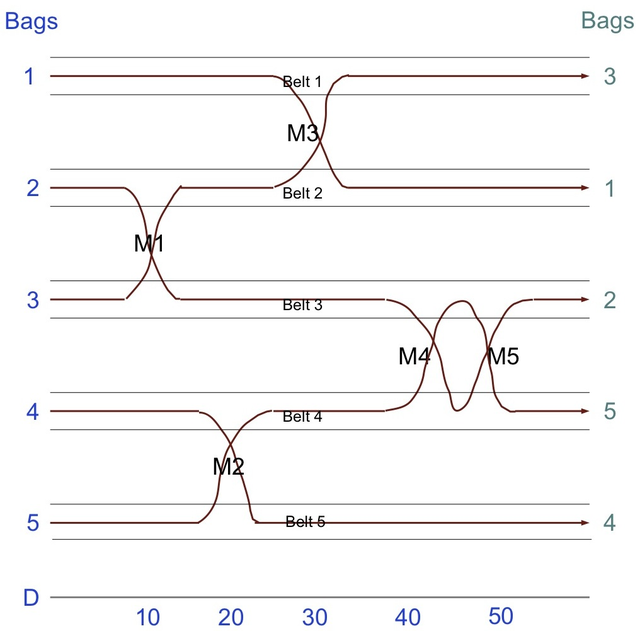 Bags Bags
1 Belt 1 3
M3
2 Belt 2 1
M1
3 Belt 3 2
M4 M5
4 Belt 4 5
M2
5 Belt 5 4
D
10 20 30 40 50